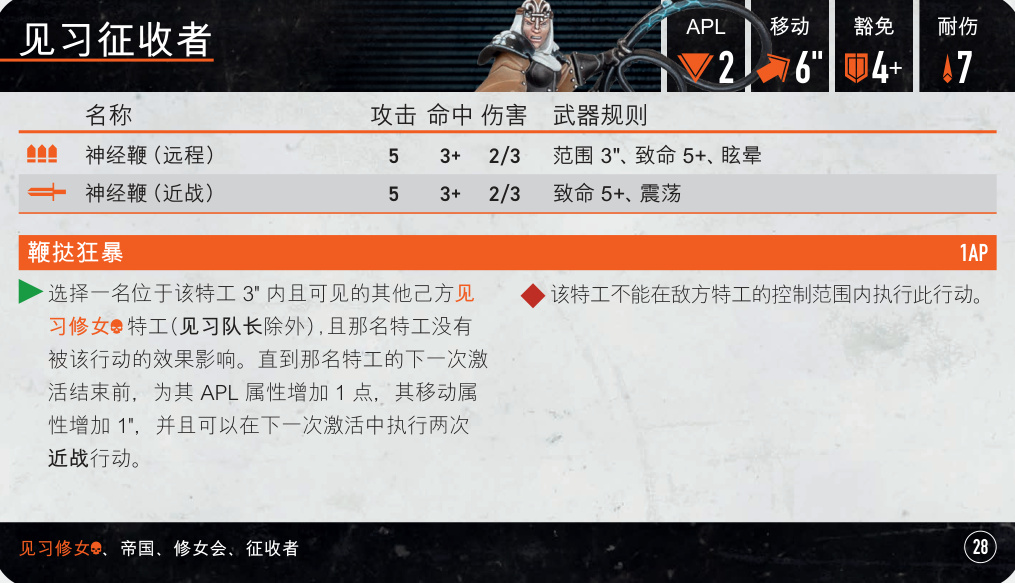 见习征收者
APL 移动 豁免 耐伤
2 6" 4+ 7
名称 攻击 命中 伤害 武器规则
神经鞭（远程） 5 3+ 2/3 范围 3"、致命 5+、眩晕
神经鞭（近战） 5 3+ 2/3 致命 5+、震荡
鞭挞狂暴 1AP
选择一名位于该特工 3" 内且可见的其他己方见
习修女特工（见习队长除外），且那名特工没有
被该行动的效果影响。直到那名特工的下一次激
活结束前，为其 APL 属性增加 1 点，其移动属
性增加 1"，并且可以在下一次激活中执行两次
近战行动。
该特工不能在敌方特工的控制范围内执行此行动。
见习修女、帝国、修女会、征收者
28